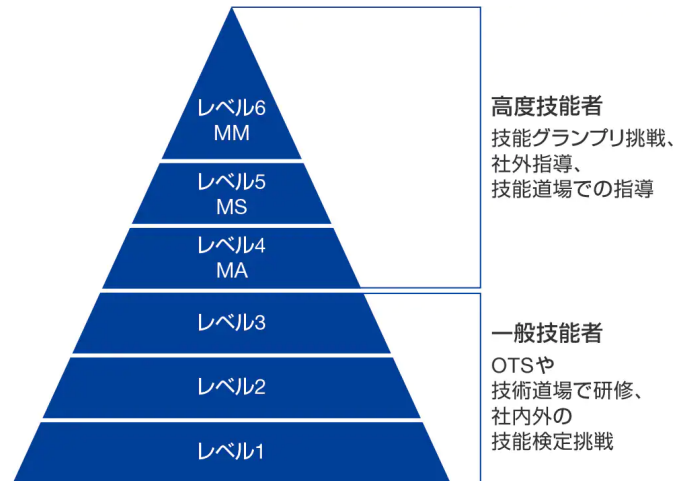 レベル6
MM
レベル5
MS
レベル4
MA
レベル3
レベル2
レベル1
高度技能者
技能グランプリ挑戦、
社外指導、
技能道場での指導
一般技能者
OTSや
技術道場で研修、
社内外の
技能検定挑戦